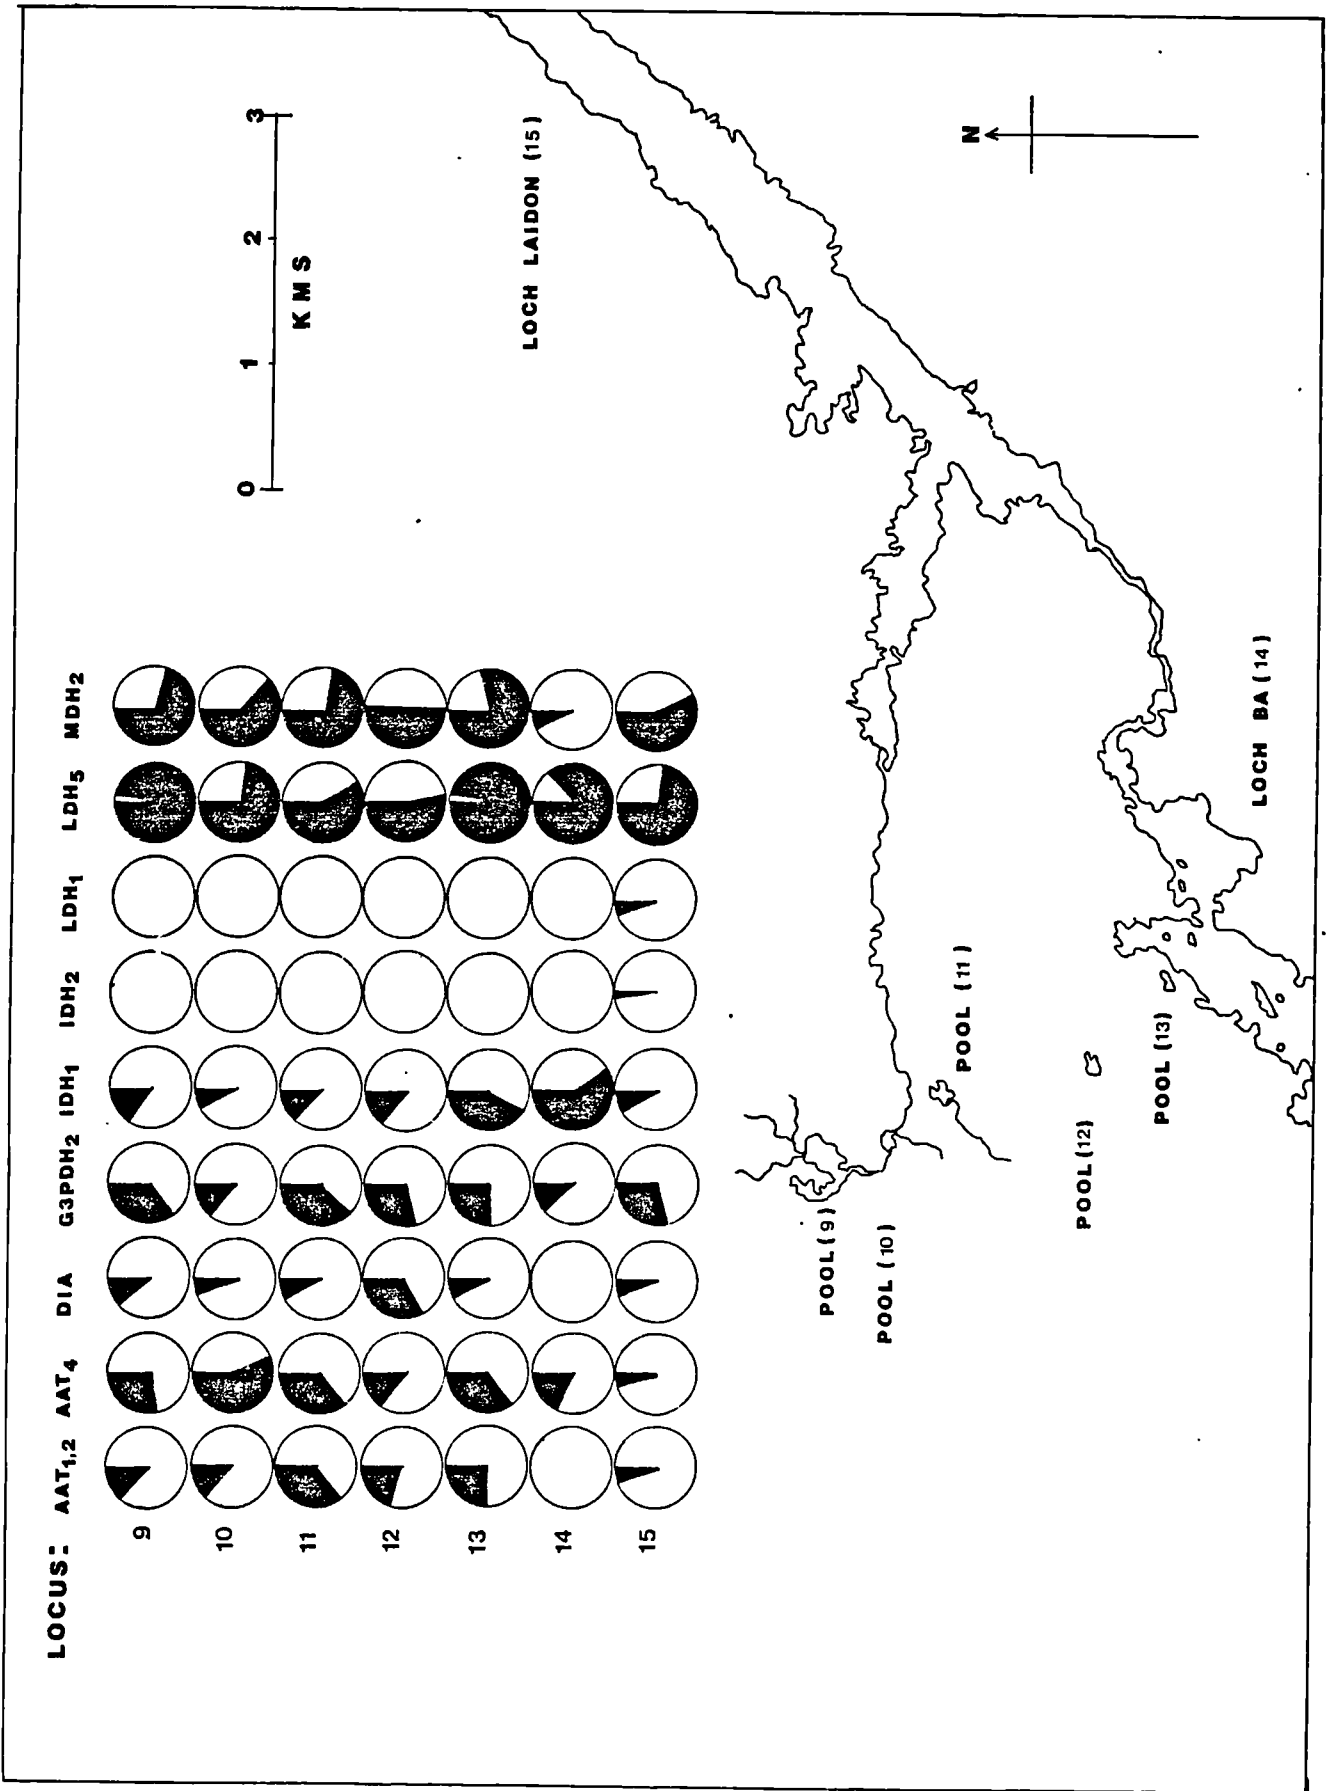 LOCUS: AAT1,2 AAT4 DIA G3PDH2 IDH1 IDH2 LDH1 LDH5 MDH2
9
10
11
12
13
14
15
0 1 2 3
KMS
LOCH LAIDON (15)
N
POOL (9)
POOL (10)
POOL (11)
POOL (12)
POOL (13)
LOCH BA (14)